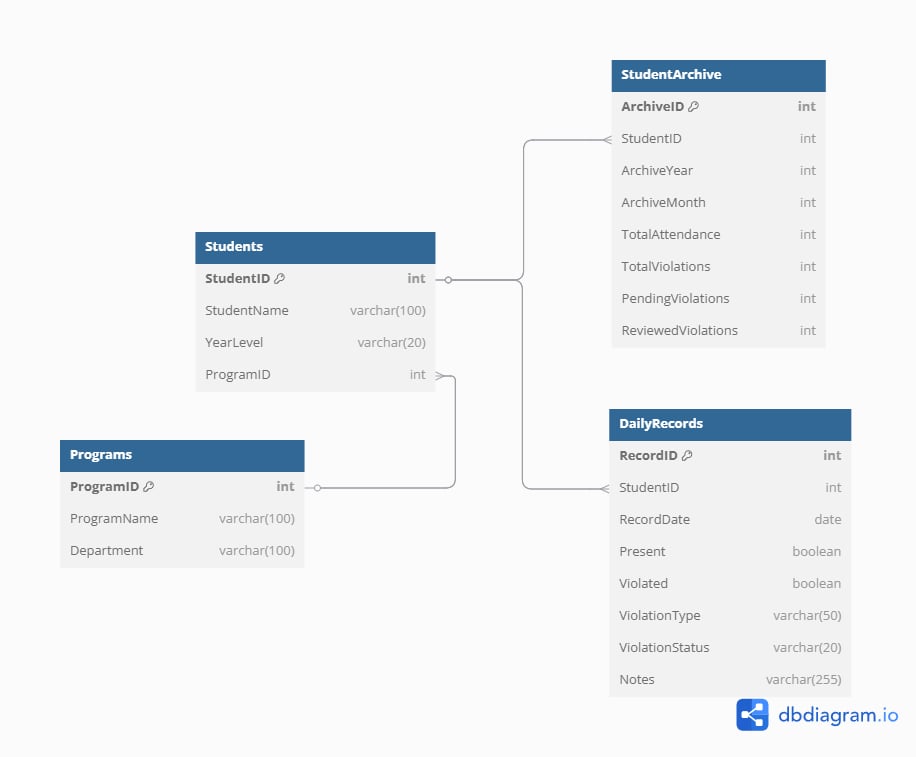 StudentArchive
ArchiveID int
StudentID int
ArchiveYear int
ArchiveMonth int
TotalAttendance int
TotalViolations int
PendingViolations int
ReviewedViolations int
Students
StudentID int
StudentName varchar(100)
YearLevel varchar(20)
ProgramID int
Programs
ProgramID int
ProgramName varchar(100)
Department varchar(100)
DailyRecords
RecordID int
StudentID int
RecordDate date
Present boolean
Violated boolean
ViolationType varchar(50)
ViolationStatus varchar(20)
Notes varchar(255)
dbdiagram.io